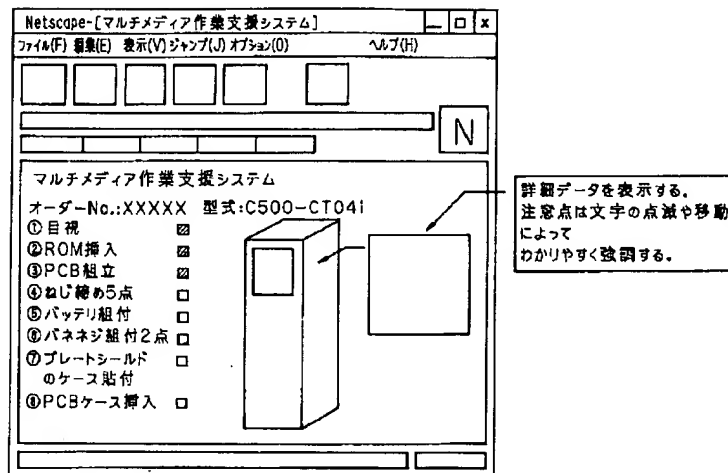 Netscape-[マルチメディア作業支援システム]
ファイル(F) 編集(E) 表示(V) ジャンプ(J) オプション(O) ヘルプ(H)
N
マルチメディア作業支援システム
オーダーNo.:XXXXX 型式:C500-CT04i
①目視
②ROM挿入
③PCB組立
④ねじ締め5点
⑤バッテリ組付
⑥バネネジ組付2点
⑦プレートシールド
のケース貼付
⑧PCBケース挿入
詳細データを表示する。
注意点は文字の点滅や移動
によって
わかりやすく強調する。